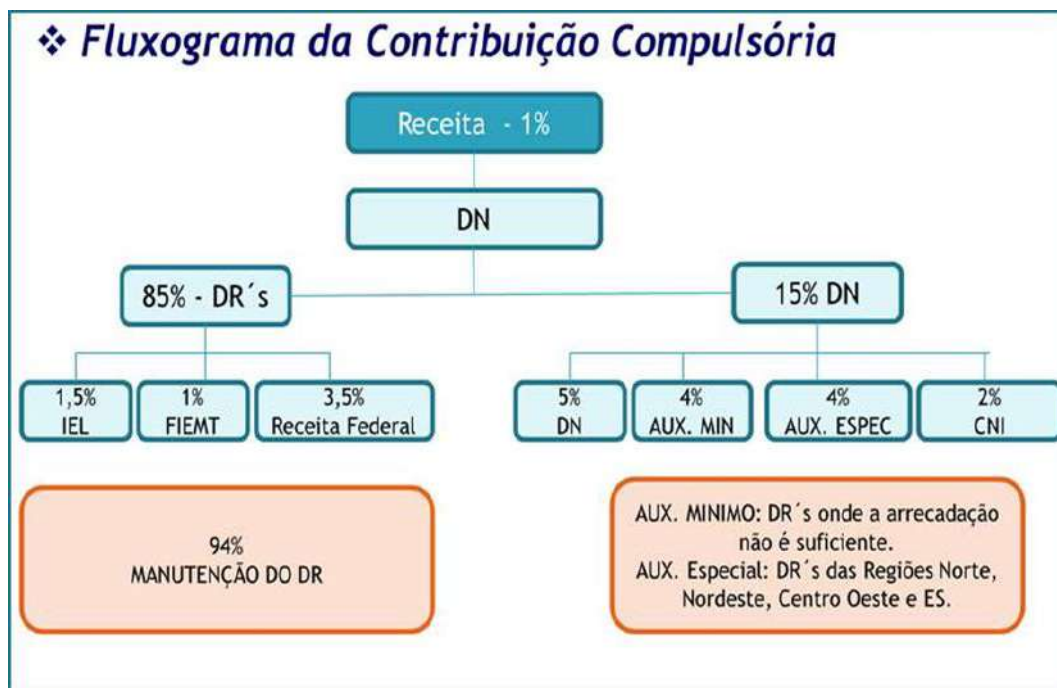 ❖ Fluxograma da Contribuição Compulsória
Receita - 1%
DN
85% - DR´s
15% DN
1,5%
IEL
1%
FIEMT
3,5%
Receita Federal
5%
DN
4%
AUX. MIN
4%
AUX. ESPEC
2%
CNI
94%
MANUTENÇÃO DO DR
AUX. MINIMO: DR´s onde a arrecadação
não é suficiente.
AUX. Especial: DR´s das Regiões Norte,
Nordeste, Centro Oeste e ES.